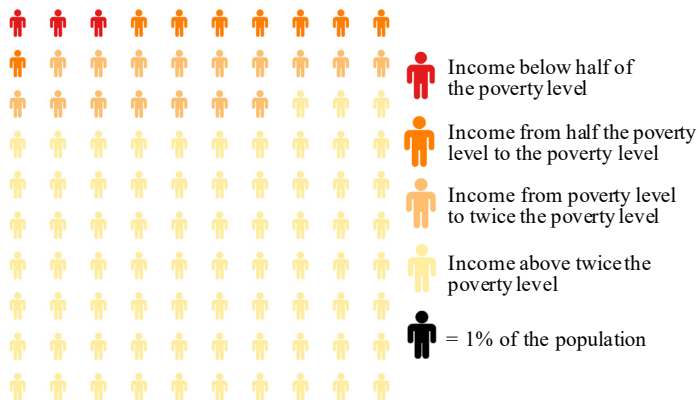 Income below half of
the poverty level
Income from half the poverty
level to the poverty level
Income from poverty level
to twice the poverty level
Income above twice the
poverty level
= 1% of the population